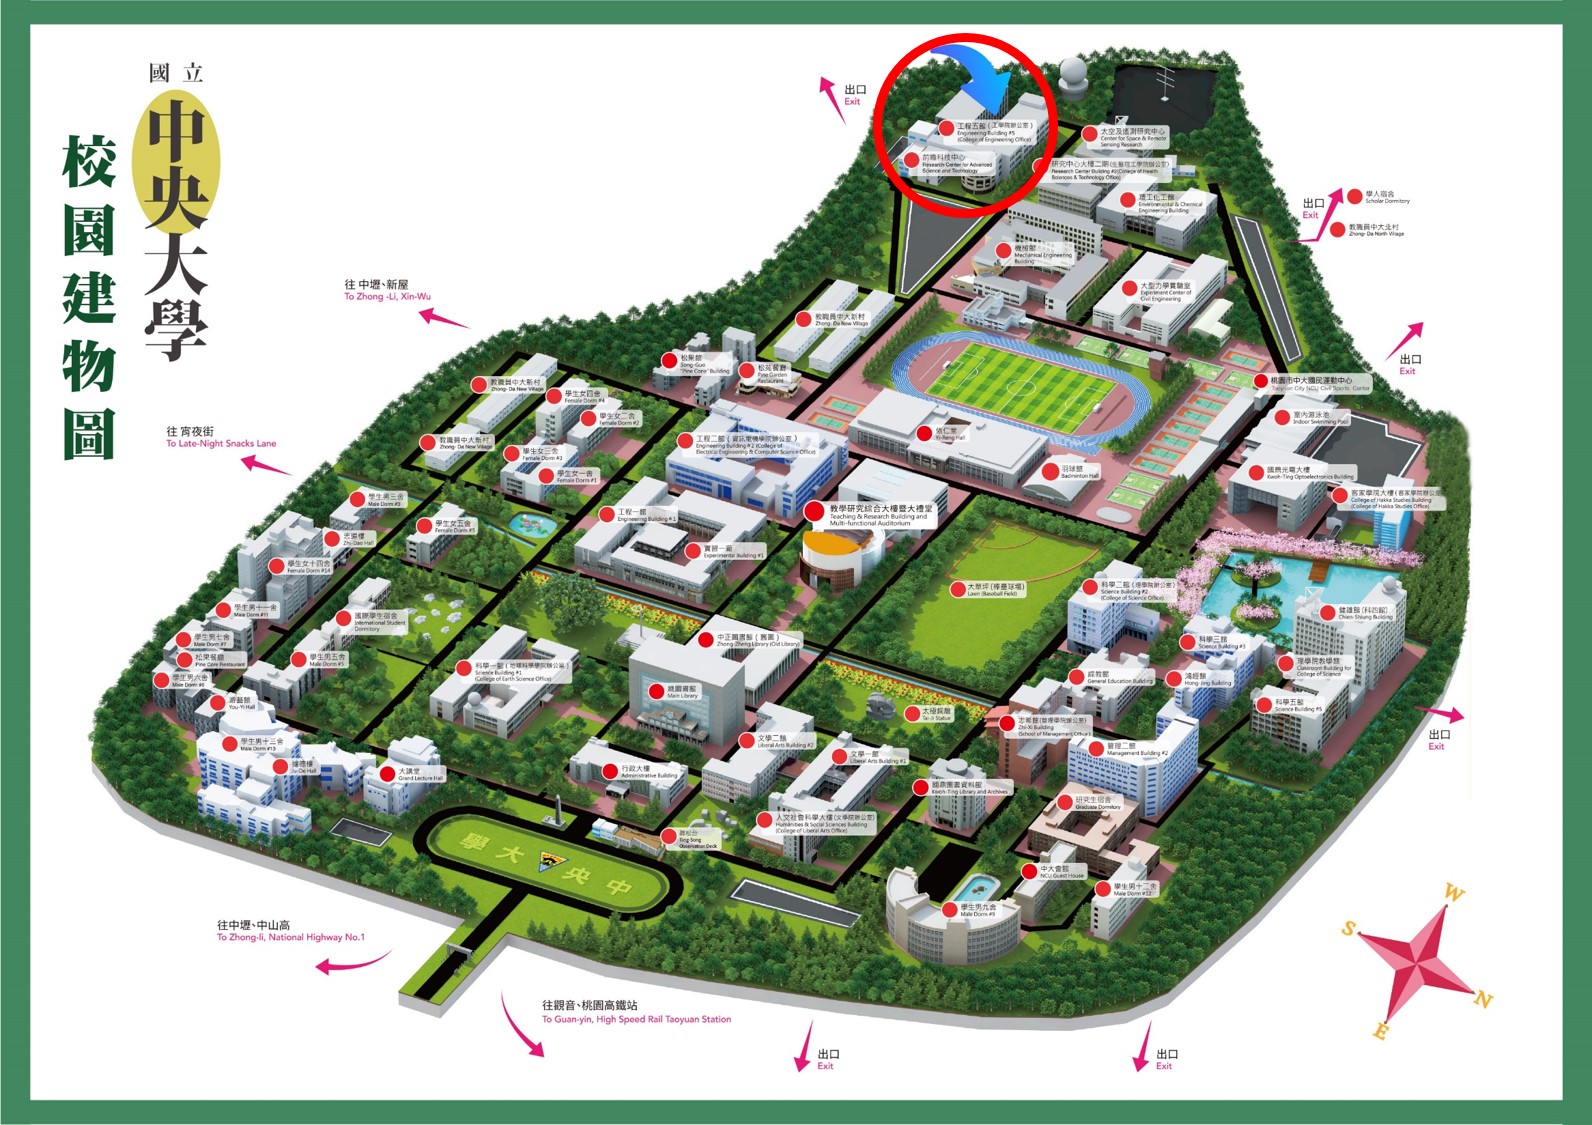 國立
中央大學
校園建物圖
出口
Exit
工程五館(工學院辦公室)
Engineering Building #5
(College of Engineering Office)
前瞻科技中心
Research Center for Advanced
Science and Technology
太空及遙測研究中心
Center for Space & Remote
Sensing Research
研究中心大樓二期(生醫理工學院辦公室)
Research Center Building #2(College of Health
Sciences & Technology Office)
環工化工館
Environmental & Chemical
Engineering Building
出口
Exit
學人宿舍
Scholar Dormitory
教職員中大北村
Zhong- Da North Village
機械館
Mechanical Engineering
Building
大型力學實驗室
Experiment Center of
Civil Engineering
往 中壢、新屋
To Zhong -Li, Xin-Wu
教職員中大新村
Zhong- Da New Village
出口
Exit
松果館
Song-Guo
"Pine Cone" Building
松苑餐廳
Pine Garden
Restaurant
桃園市中大國民運動中心
Taoyuan City NCU Civil Sports Center
教職員中大新村
Zhong- Da New Village
學生女四舍
Female Dorm #4
學生女二舍
Female Dorm #2
室內游泳池
Indoor Swimming Pool
往 宵夜街
To Late-Night Snacks Lane
教職員中大新村
Zhong- Da New Village
工程二館(資訊電機學院辦公室)
Engineering Building #2 (College of
Electrical Engineering & Computer Science Office)
依仁堂
Yi-Reng Hall
學生女三舍
Female Dorm #3
學生女一舍
Female Dorm #1
羽球館
Badminton Hall
國鼎光電大樓
Kwoh-Ting Optoelectronics Building
客家學院大樓(客家學院辦公室)
College of Hakka Studies Building
(College of Hakka Studies Office)
學生男三舍
Male Dorm #3
學生女五舍
Female Dorm #5
工程一館
Engineering Building #1
教學研究綜合大樓暨大禮堂
Teaching & Research Building and
Multi-functional Auditorium
志道樓
Zhi-Dao Hall
實習一廠
Experimental Building #1
學生女十四舍
Female Dorm #14
大草坪(棒壘球場)
Lawn (Baseball Field)
科學二館(理學院辦公室)
Science Building #2
(College of Science Office)
學生男十一舍
Male Dorm #11
國際學生宿舍
International Student
Dormitory
健雄館(科四館)
Chien-Shiung Building
學生男七舍
Male Dorm #7
中正圖書館(舊圖)
Zhong-Zheng Library (Old Library)
科學三館
Science Building #3
松果餐廳
Pine Core Restaurant
學生男五舍
Male Dorm #5
科學一館(地球科學學院辦公室)
Science Building #1
(College of Earth Science Office)
理學院教學館
Classroom Building for
College of Science
學生男六舍
Male Dorm #6
總圖書館
Main Library
綜教館
General Education Building
鴻經館
Hong-Jing Building
游藝館
You-Yi Hall
太極銅雕
Tai-Ji Statue
科學五館
Science Building #5
志希館(管理學院辦公室)
Zhi-Xi Building
(School of Management Office)
出口
Exit
學生男十三舍
Male Dorm #13
據德樓
Ju-De Hall
大講堂
Grand Lecture Hall
行政大樓
Administrative Building
文學二館
Liberal Arts Building #2
文學一館
Liberal Arts Building #1
管理二館
Management Building #2
國鼎圖書資料館
Kwoh-Ting Library and Archives
研究生宿舍
Graduate Dormitory
人文社會科學大樓(文學院辦公室)
Humanities & Social Sciences Building
(College of Liberal Arts Office)
聽松台
Ting-Song
Observation Deck
學大央中
中大會館
NCU Guest House
學生男十二舍
Male Dorm #12
學生男九舍
Male Dorm #9
往中壢、中山高
To Zhong-li, National Highway No.1
往觀音、桃園高鐵站
To Guan-yin, High Speed Rail Taoyuan Station
出口
Exit
出口
Exit
W
S
N
E